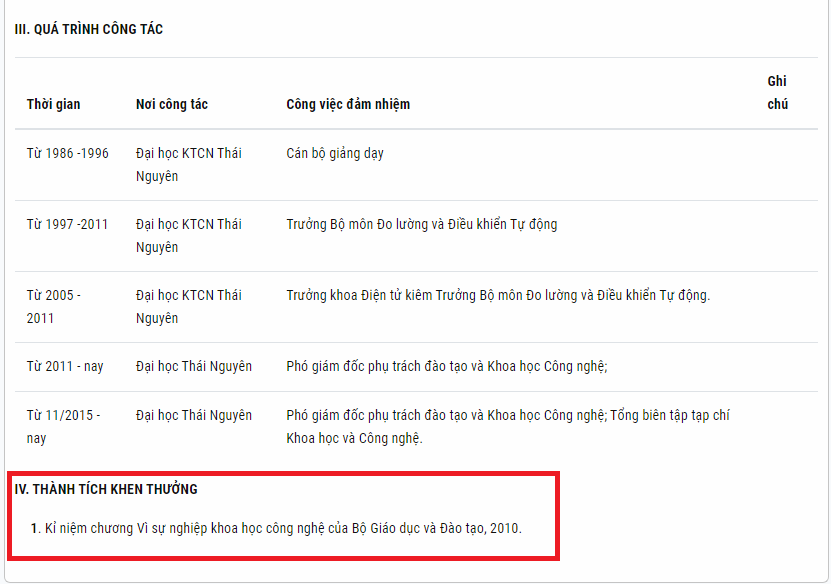 III. QUÁ TRÌNH CÔNG TÁC
Ghi
Thời gian Nơi công tác Công việc đảm nhiệm chú
Từ 1986 -1996 Đại học KTCN Thái Cán bộ giảng dạy
Nguyên
Từ 1997 -2011 Đại học KTCN Thái Trưởng Bộ môn Đo lường và Điều khiển Tự động
Nguyên
Từ 2005 - Đại học KTCN Thái Trưởng khoa Điện tử kiêm Trưởng Bộ môn Đo lường và Điều khiển Tự động.
2011 Nguyên
Từ 2011 - nay Đại học Thái Nguyên Phó giám đốc phụ trách đào tạo và Khoa học Công nghệ;
Từ 11/2015 - Đại học Thái Nguyên Phó giám đốc phụ trách đào tạo và Khoa học Công nghệ; Tổng biên tập tạp chí
nay Khoa học và Công nghệ.
IV. THÀNH TÍCH KHEN THƯỞNG
1. Kỉ niệm chương Vì sự nghiệp khoa học công nghệ của Bộ Giáo dục và Đào tạo, 2010.